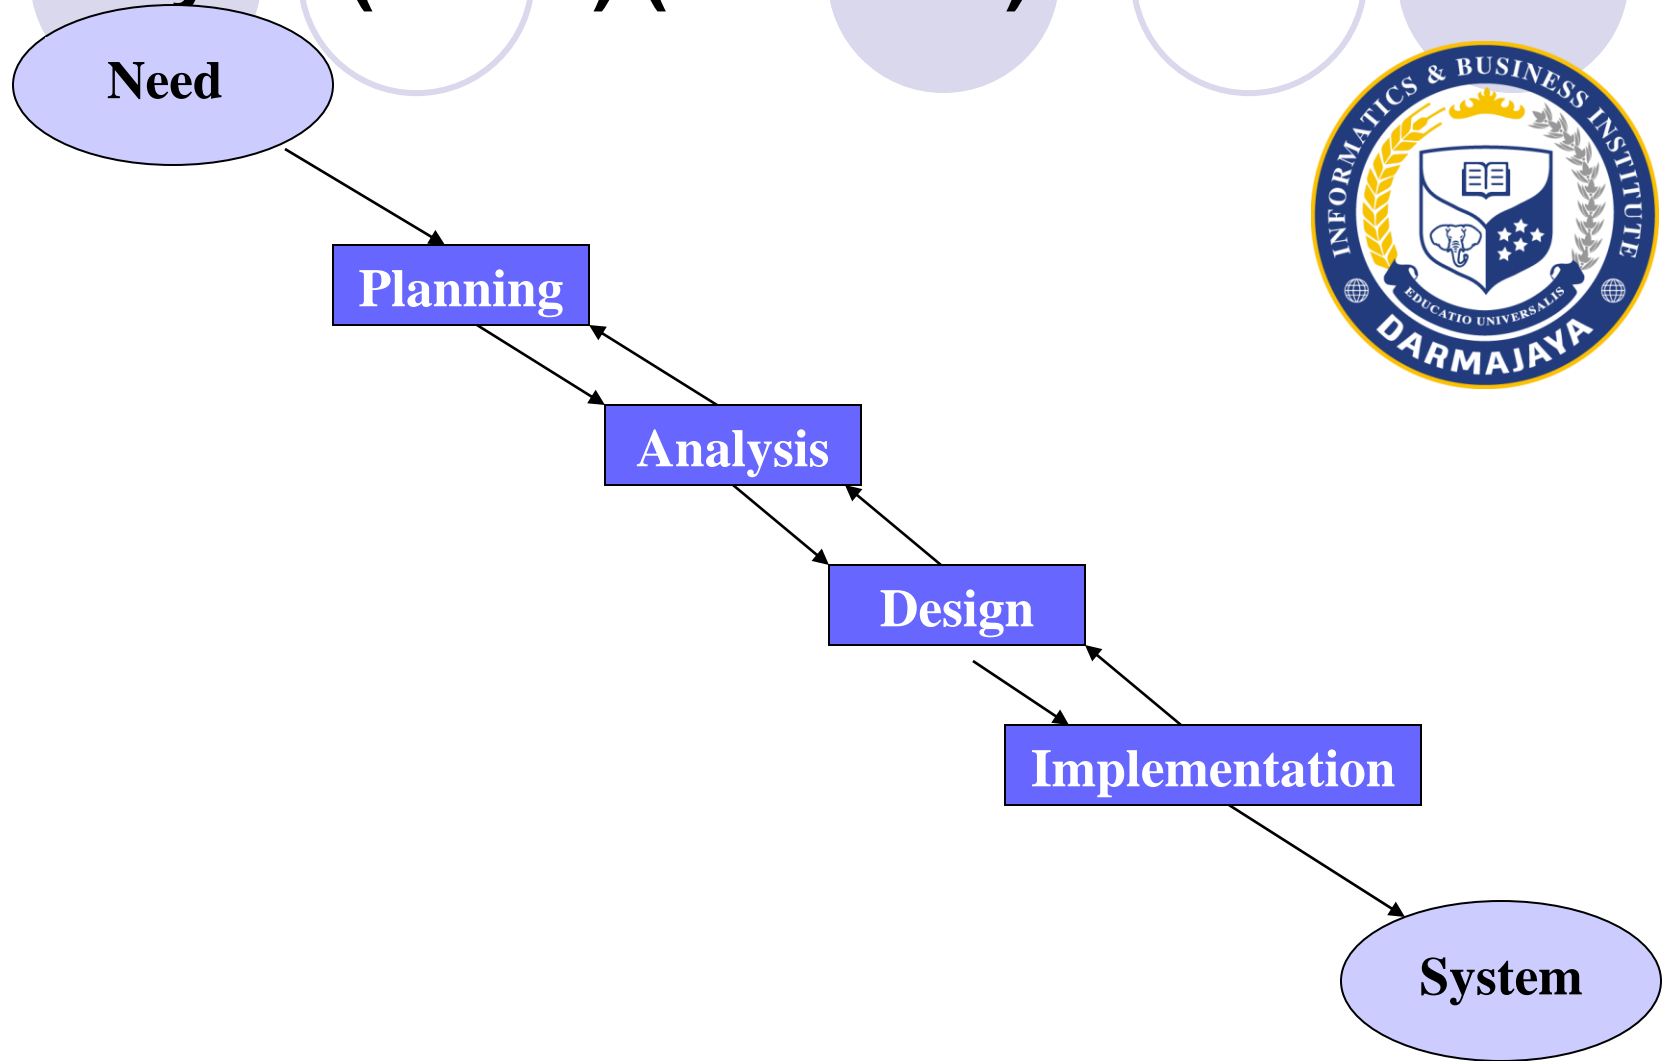 Need
INFORMATICS & BUSINESS INSTITUTE
EDUCATIO UNIVERSALIS
DARMAJAYA
Planning
Analysis
Design
Implementation
System